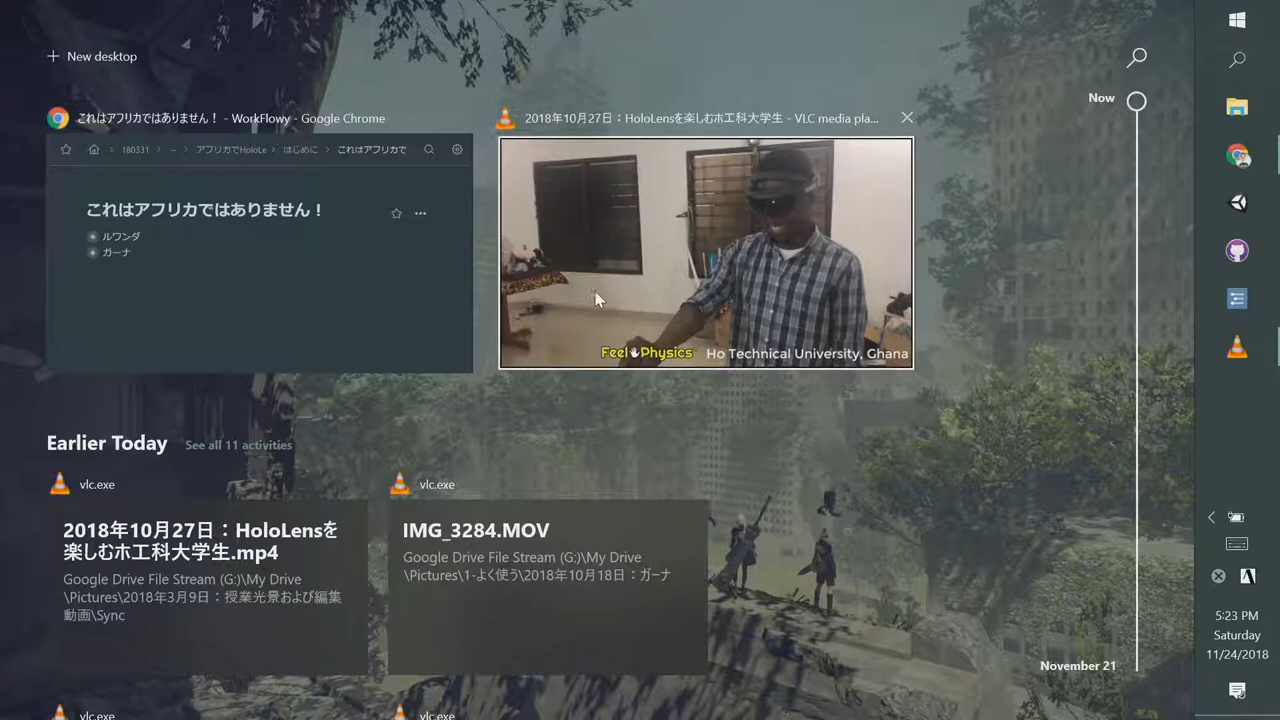 New desktop
Now
これはアフリカではありません！ - WorkFlowy - Google Chrome
180331 ... アフリカでHoloLe はじめに これはアフリカで
これはアフリカではありません！
ルワンダ
ガーナ
2018年10月27日：HoloLensを楽しむホ工科大学生 - VLC media pla...
Feel Physics Ho Technical University, Ghana
Earlier Today See all 11 activities
vlc.exe
2018年10月27日：HoloLensを
楽しむホ工科大学生.mp4
Google Drive File Stream (G:)\My Drive
\Pictures\2018年3月9日：授業光景および編集
動画\Sync
vlc.exe
IMG_3284.MOV
Google Drive File Stream (G:)\My Drive
\Pictures\1-よく使う\2018年10月18日：ガーナ
vlc.exe
vlc.exe
November 21
5:23 PM
Saturday
11/24/2018